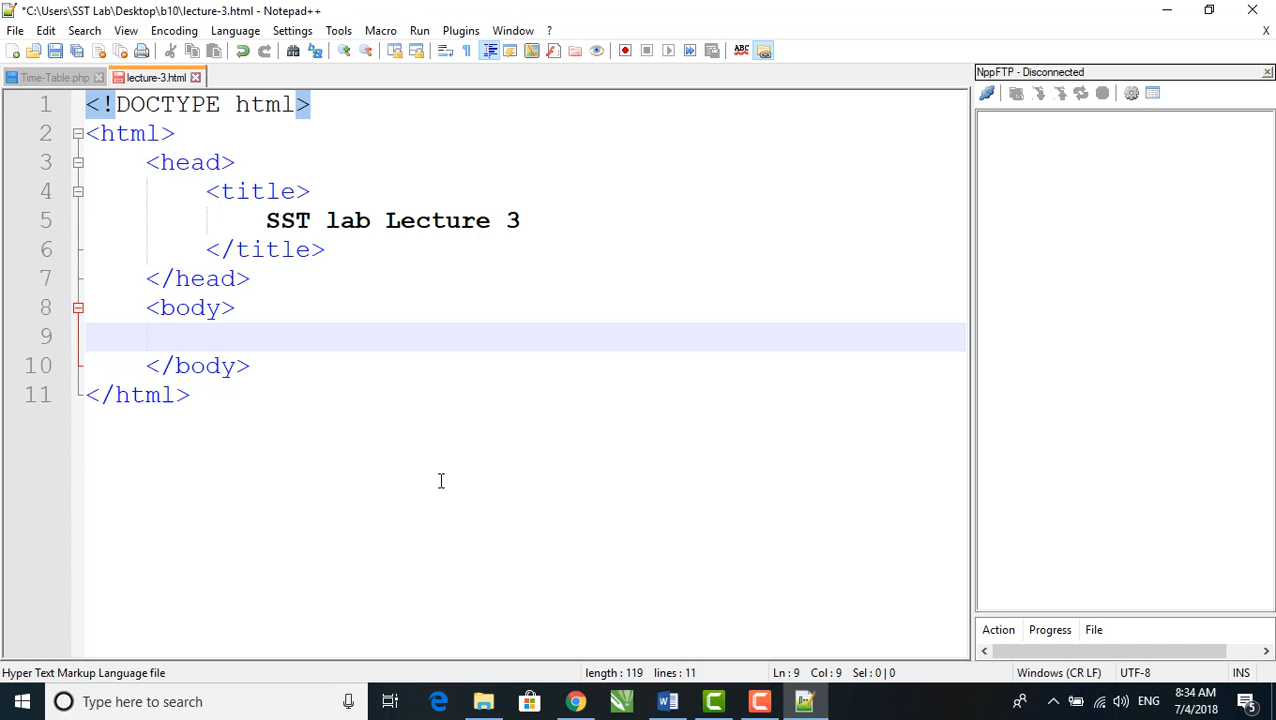 *C:\Users\SST Lab\Desktop\b10\lecture-3.html - Notepad++
File Edit Search View Encoding Language Settings Tools Macro Run Plugins Window ? X
ABC
Time-Table.php lecture-3.html
NppFTP - Disconnected
1 <!DOCTYPE html>
2 <html>
3 <head>
4 <title>
5 SST lab Lecture 3
6 </title>
7 </head>
8 <body>
9
10 </body>
11 </html>
Action Progress File
Hyper Text Markup Language file length : 119 lines : 11 Ln : 9 Col : 9 Sel : 0 | 0 Windows (CR LF) UTF-8 INS
Type here to search ENG 8:34 AM
7/4/2018 5